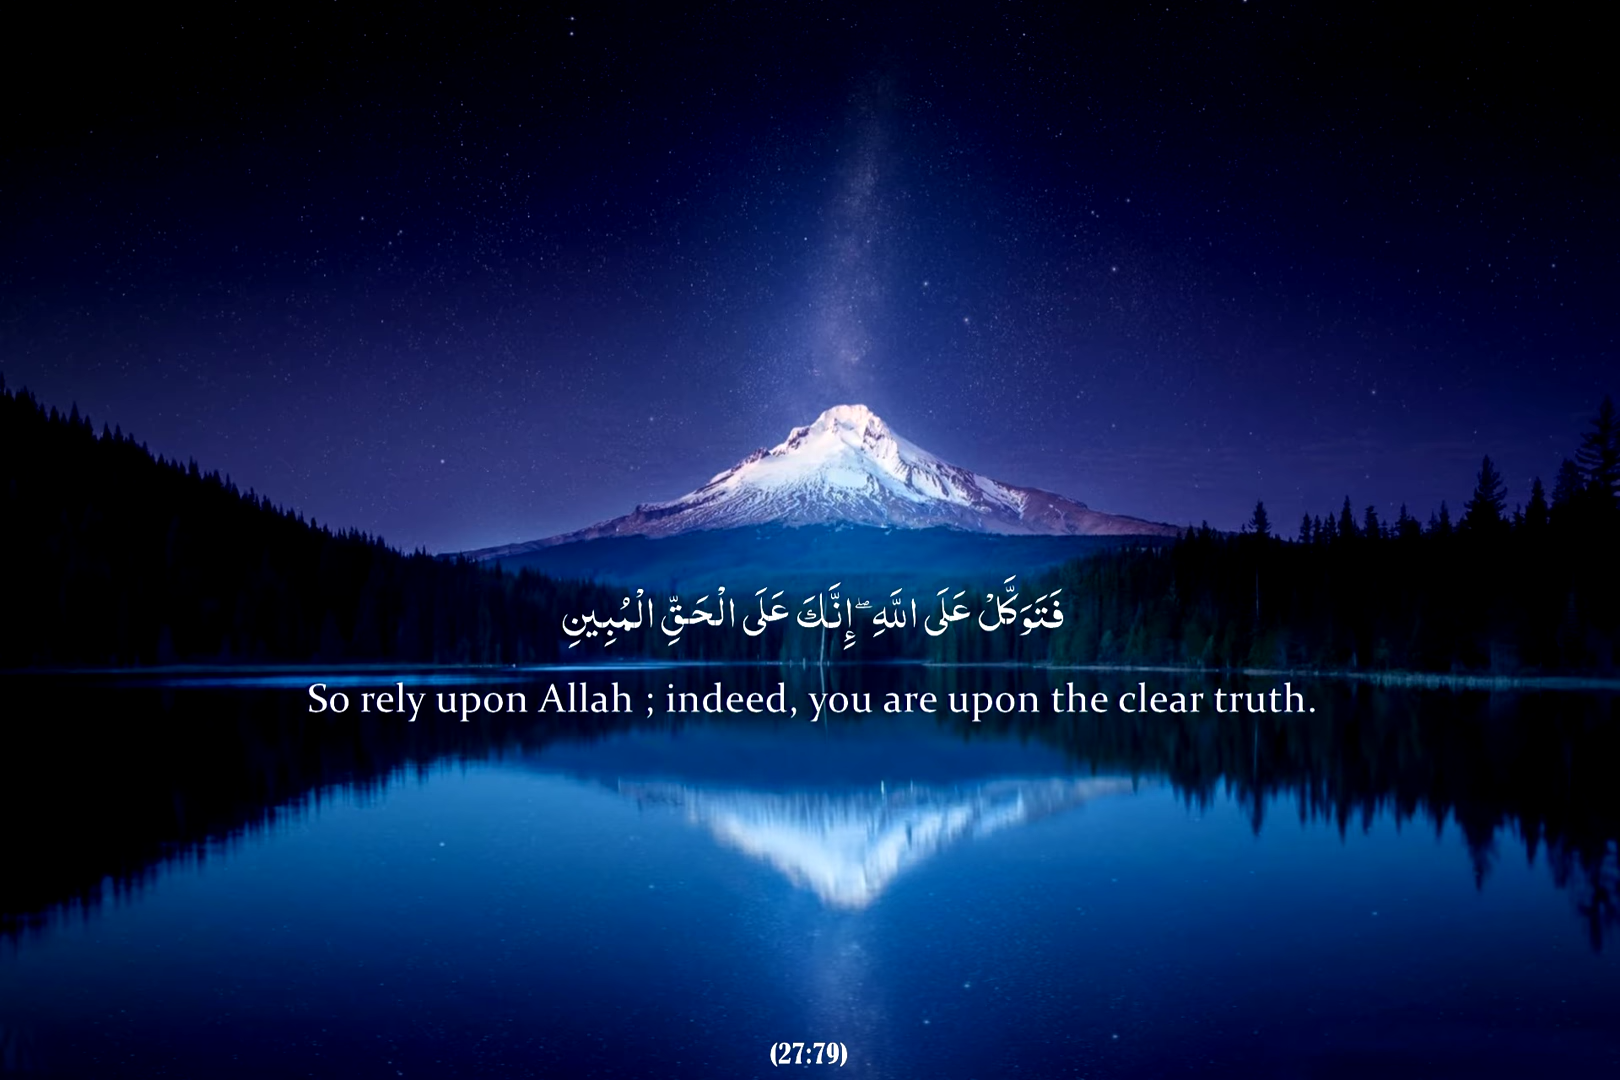 فَتَوَكَّلْ عَلَى اللَّهِ ۖ إِنَّكَ عَلَى الْحَقِّ الْمُبِينِ
So rely upon Allah ; indeed, you are upon the clear truth.
(27:79)